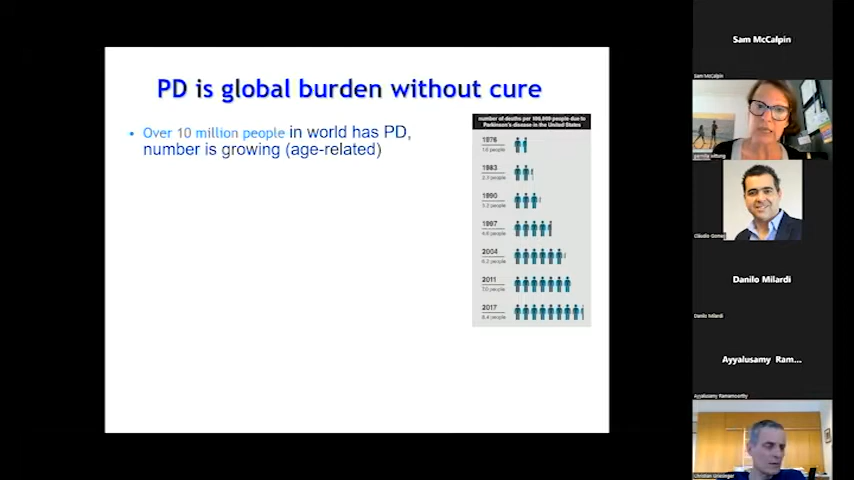 PD is global burden without cure
• Over 10 million people in world has PD,
number is growing (age-related)
number of deaths per 100,000 people due to
Parkinson's disease in the United States
1976
1.6 people
1983
2.3 people
1990
3.2 people
1997
4.6 people
2004
6.2 people
2011
7.0 people
2017
8.4 people
Sam McCalpin
Sam McCalpin
pernilla wittung
Cláudio Gomes
Danilo Milardi
Danilo Milardi
Ayyalusamy Ram...
Ayyalusamy Ramamoorthy
Christian Griesinger